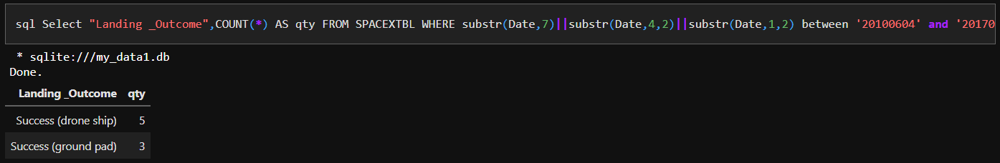 sql Select "Landing _Outcome",COUNT(*) AS qty FROM SPACEXTBL WHERE substr(Date,7)||substr(Date,4,2)||substr(Date,1,2) between '20100604' and '20170
* sqlite:///my_data1.db
Done.
Landing _Outcome qty
Success (drone ship) 5
Success (ground pad) 3